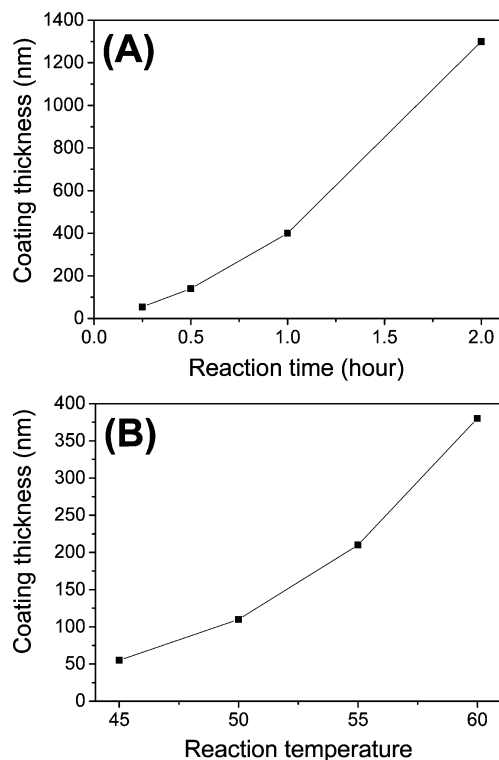 (A)
Coating thickness (nm)
1400
1200
1000
800
600
400
200
0
0.0 0.5 1.0 1.5 2.0
Reaction time (hour)
(B)
Coating thickness (nm)
400
350
300
250
200
150
100
50
0
45 50 55 60
Reaction temperature